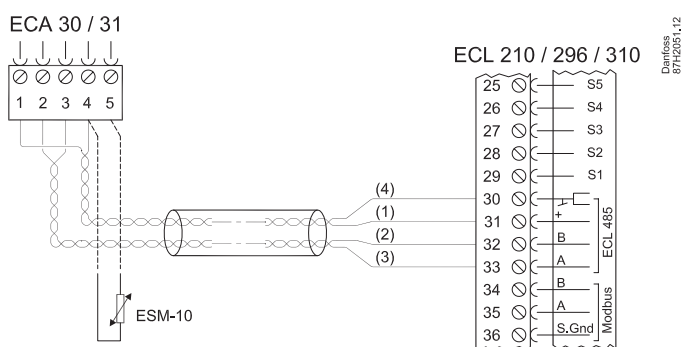 ECA 30 / 31
1 2 3 4 5
ESM-10
(4)
(1)
(2)
(3)
ECL 210 / 296 / 310
25 S5
26 S4
27 S3
28 S2
29 S1
30
31 +
32 B
33 A
ECL 485
34 B
35 A
36 S.Gnd
Modbus
Danfoss
87H2051.12